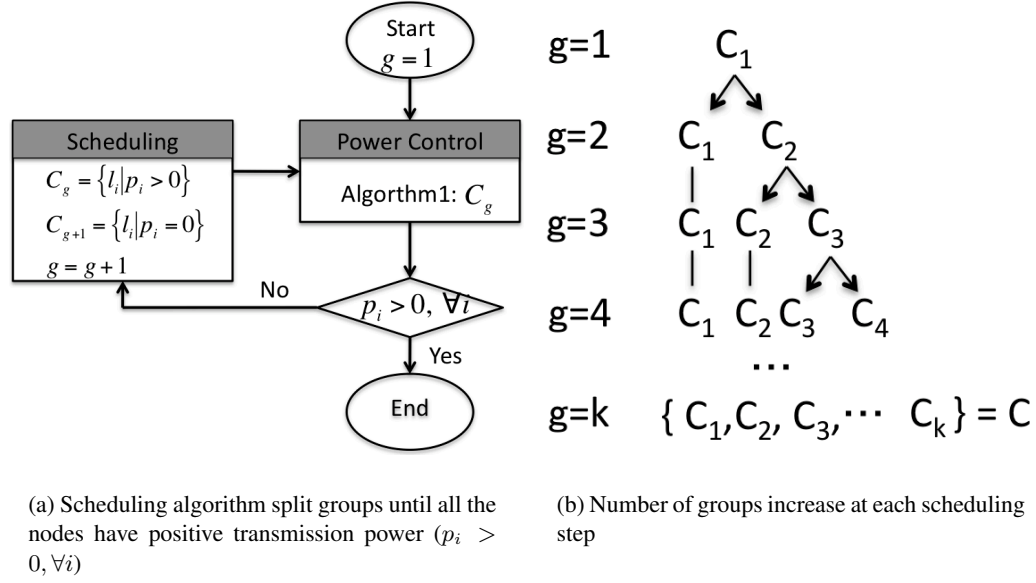 Start
g = 1
Scheduling
C_g = {l_i|p_i > 0}
C_{g+1} = {l_i|p_i = 0}
g = g + 1
Power Control
Algorthm1: C_g
p_i > 0, ∀i
No
Yes
End
(a) Scheduling algorithm split groups until all the
nodes have positive transmission power (p_i >
0, ∀i)
g=1 C_1
g=2 C_1 C_2
g=3 C_1 C_2 C_3
g=4 C_1 C_2 C_3 C_4
...
g=k { C_1,C_2, C_3,··· C_k } = C
(b) Number of groups increase at each scheduling
step